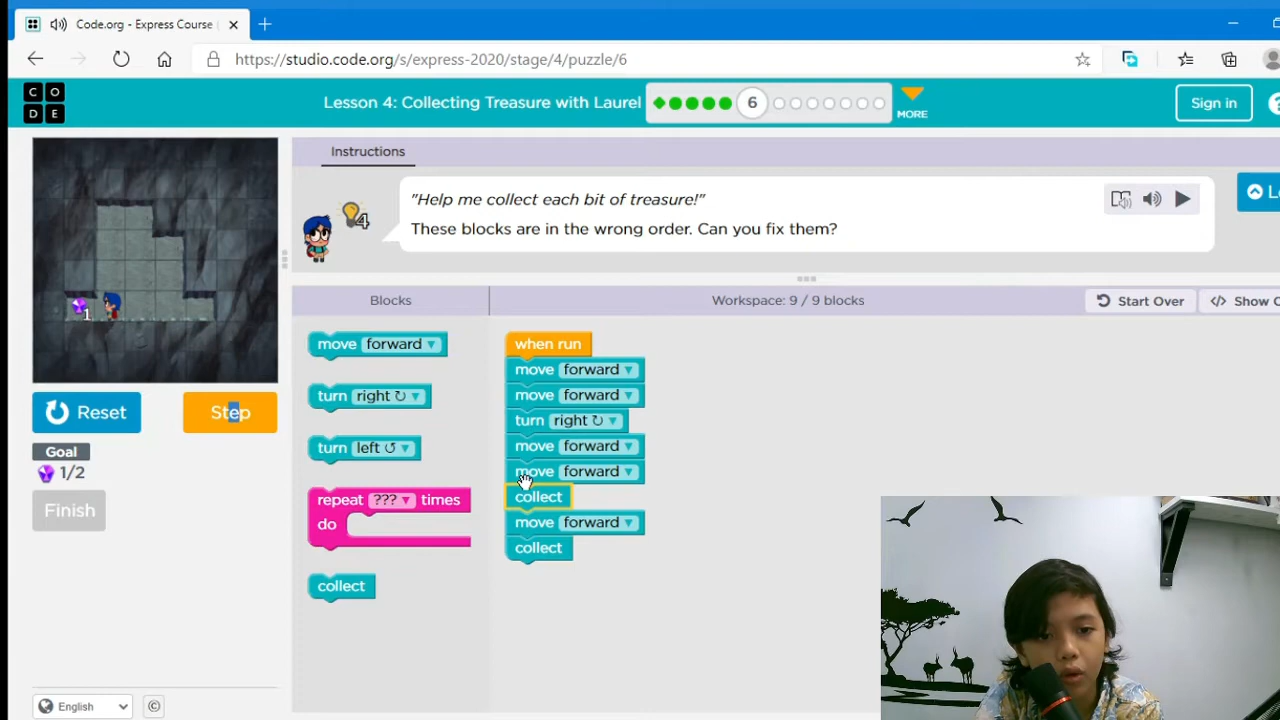 Code.org - Express Course
https://studio.code.org/s/express-2020/stage/4/puzzle/6
C O
D E
Lesson 4: Collecting Treasure with Laurel
6
MORE
Sign in
?
Instructions
4
"Help me collect each bit of treasure!"
These blocks are in the wrong order. Can you fix them?
Blocks
Workspace: 9 / 9 blocks
Start Over
</> Show
1
Reset
Step
Goal
1/2
Finish
move forward
turn right
turn left
repeat ??? times
do
collect
when run
move forward
move forward
turn right
move forward
move forward
collect
move forward
collect
English
©